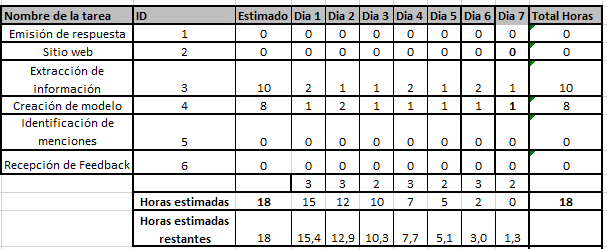 Nombre de la tarea ID Estimado Dia 1 Dia 2 Dia 3 Dia 4 Dia 5 Dia 6 Dia 7 Total Horas
Emisión de respuesta 1 0 0 0 0 0 0 0 0 0
Sitio web 2 0 0 0 0 0 0 0 0 0
Extracción de
información 3 10 2 1 1 2 1 2 1 10
Creación de modelo 4 8 1 2 1 1 1 1 1 8
Identificación de
menciones 5 0 0 0 0 0 0 0 0 0
Recepción de Feedback 6 0 0 0 0 0 0 0 0 0
3 3 2 3 2 3 2
Horas estimadas 18 15 12 10 7 5 2 0 18
Horas estimadas
restantes 18 15,4 12,9 10,3 7,7 5,1 3,0 1,3